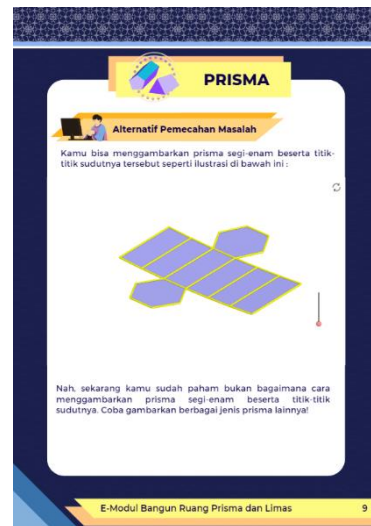 PRISMA
Alternatif Pemecahan Masalah
Kamu bisa menggambarkan prisma segi-enam beserta titik-
titik sudutnya tersebut seperti ilustrasi di bawah ini :
Nah, sekarang kamu sudah paham bukan bagaimana cara
menggambarkan prisma segi-enam beserta titik-titik
sudutnya. Coba gambarkan berbagai jenis prisma lainnya!
E-Modul Bangun Ruang Prisma dan Limas 9